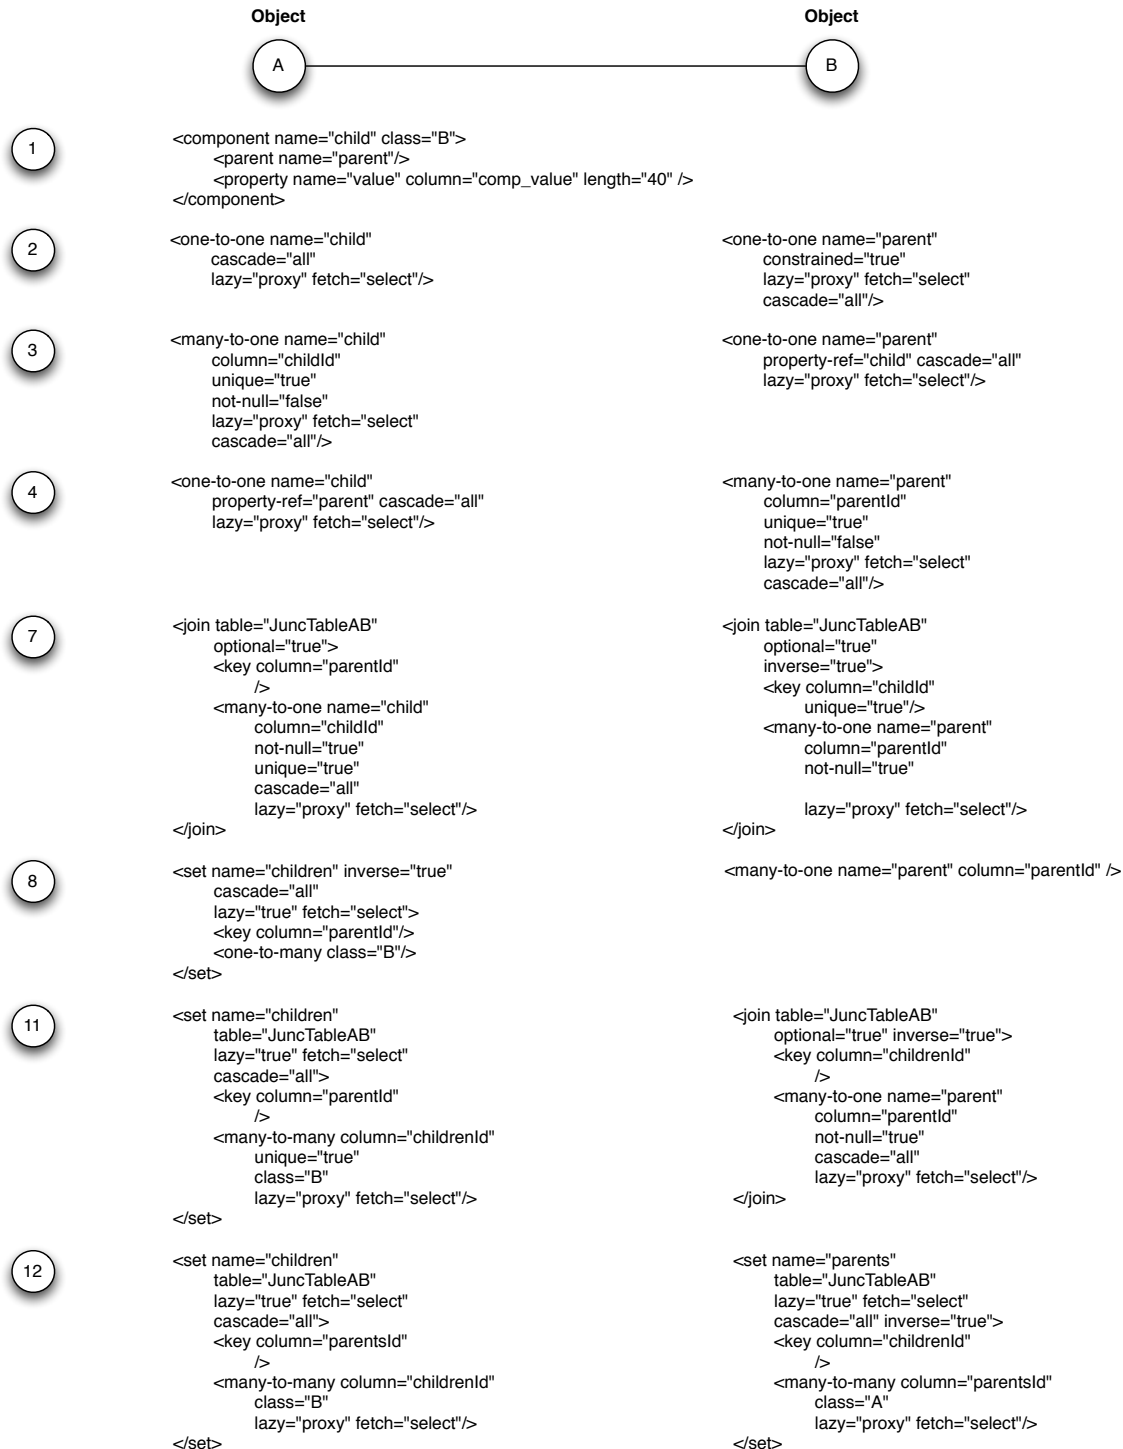 Object
Object
A
B
1
<component name="child" class="B">
<parent name="parent"/>
<property name="value" column="comp_value" length="40" />
</component>
2
<one-to-one name="child"
cascade="all"
lazy="proxy" fetch="select"/>
<one-to-one name="parent"
constrained="true"
lazy="proxy" fetch="select"
cascade="all"/>
3
<many-to-one name="child"
column="childId"
unique="true"
not-null="false"
lazy="proxy" fetch="select"
cascade="all"/>
<one-to-one name="parent"
property-ref="child" cascade="all"
lazy="proxy" fetch="select"/>
4
<one-to-one name="child"
property-ref="parent" cascade="all"
lazy="proxy" fetch="select"/>
<many-to-one name="parent"
column="parentId"
unique="true"
not-null="false"
lazy="proxy" fetch="select"
cascade="all"/>
7
<join table="JuncTableAB"
optional="true">
<key column="parentId"
/>
<many-to-one name="child"
column="childId"
not-null="true"
unique="true"
cascade="all"
lazy="proxy" fetch="select"/>
</join>
<join table="JuncTableAB"
optional="true"
inverse="true">
<key column="childId"
unique="true"/>
<many-to-one name="parent"
column="parentId"
not-null="true"
lazy="proxy" fetch="select"/>
</join>
8
<set name="children" inverse="true"
cascade="all"
lazy="true" fetch="select">
<key column="parentId"/>
<one-to-many class="B"/>
</set>
<many-to-one name="parent" column="parentId" />
11
<set name="children"
table="JuncTableAB"
lazy="true" fetch="select"
cascade="all">
<key column="parentId"
/>
<many-to-many column="childrenId"
unique="true"
class="B"
lazy="proxy" fetch="select"/>
</set>
<join table="JuncTableAB"
optional="true" inverse="true">
<key column="childrenId"
/>
<many-to-one name="parent"
column="parentId"
not-null="true"
cascade="all"
lazy="proxy" fetch="select"/>
</join>
12
<set name="children"
table="JuncTableAB"
lazy="true" fetch="select"
cascade="all">
<key column="parentsId"
/>
<many-to-many column="childrenId"
class="B"
lazy="proxy" fetch="select"/>
</set>
<set name="parents"
table="JuncTableAB"
lazy="true" fetch="select"
cascade="all" inverse="true">
<key column="childrenId"
/>
<many-to-many column="parentsId"
class="A"
lazy="proxy" fetch="select"/>
</set>